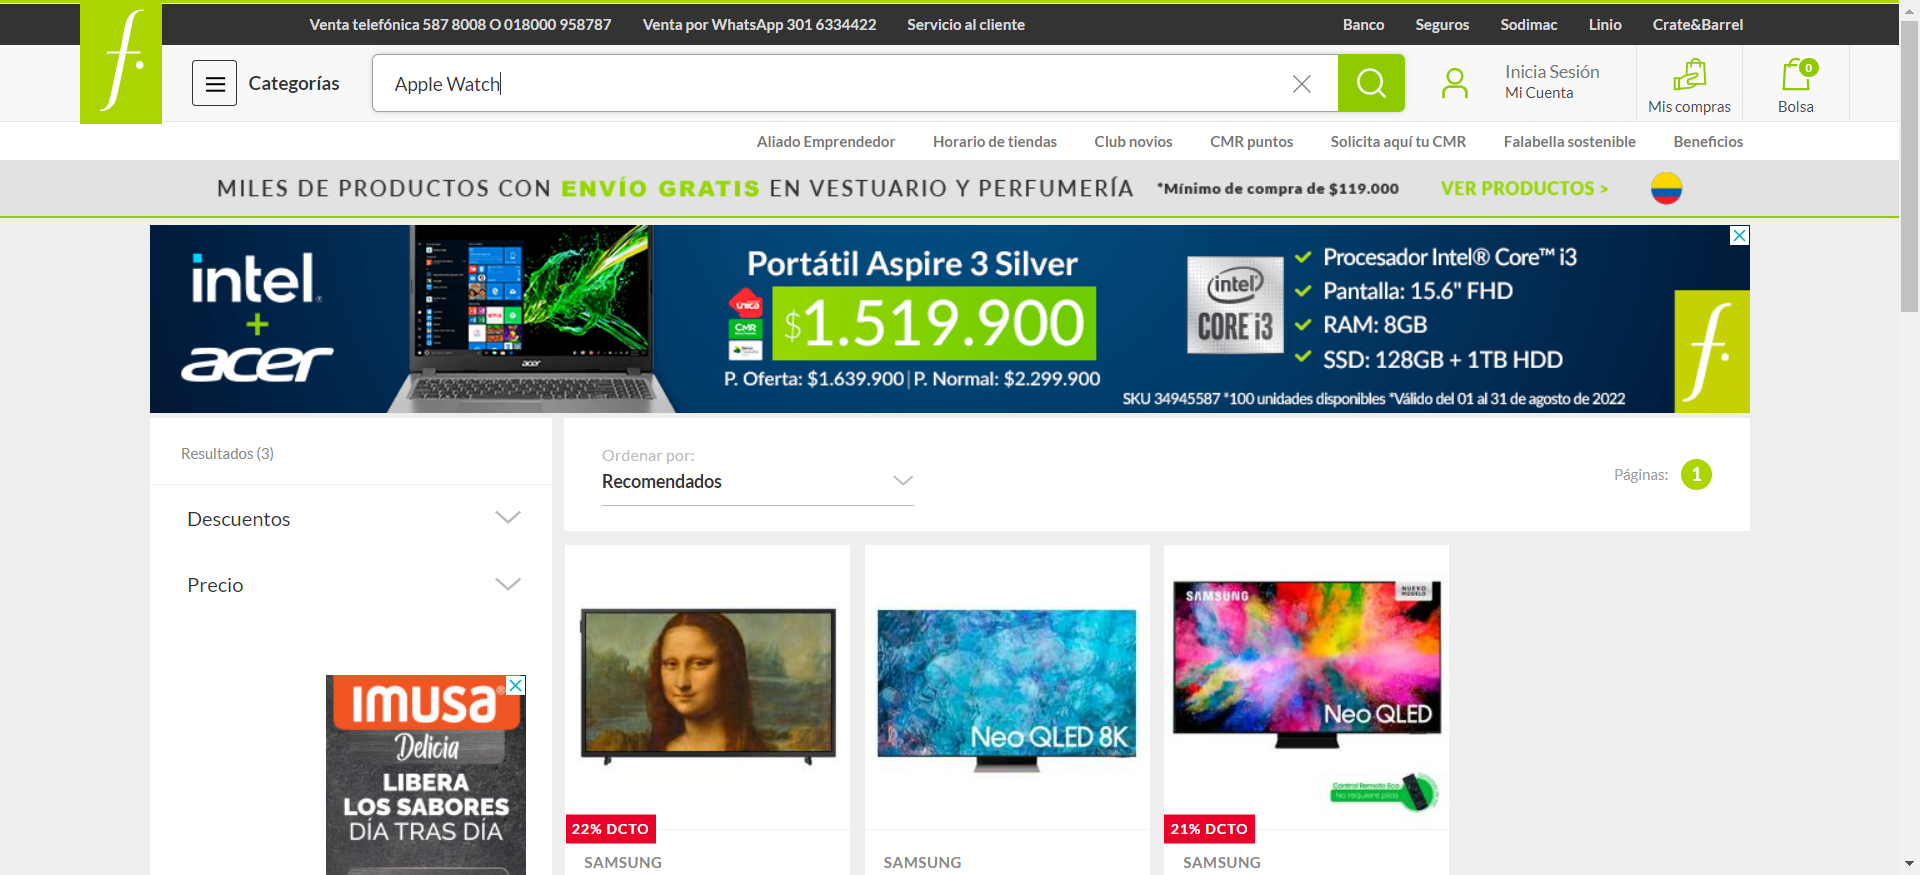 Venta telefónica 587 8008 O 018000 958787
Venta por WhatsApp 301 6334422
Servicio al cliente
Banco
Seguros
Sodimac
Linio
Crate&Barrel
f.
Categorías
Apple Watch
Inicia Sesión
Mi Cuenta
Mis compras
0
Bolsa
Aliado Emprendedor
Horario de tiendas
Club novios
CMR puntos
Solicita aquí tu CMR
Falabella sostenible
Beneficios
MILES DE PRODUCTOS CON ENVÍO GRATIS EN VESTUARIO Y PERFUMERÍA *Mínimo de compra de $119.000 VER PRODUCTOS >
intel.
+
acer
acer
Portátil Aspire 3 Silver
única
CMR
$1.519.900
P. Oferta: $1.639.900|P. Normal: $2.299.900
intel
CORE i3
Procesador Intel® Core™ i3
Pantalla: 15.6" FHD
RAM: 8GB
SSD: 128GB + 1TB HDD
SKU 34945587 *100 unidades disponibles *Válido del 01 al 31 de agosto de 2022
f.
Resultados (3)
Ordenar por:
Recomendados
Páginas:
1
Descuentos
Precio
IMUSA®
Delicia
LIBERA
LOS SABORES
DÍA TRAS DÍA
22% DCTO
SAMSUNG
Neo QLED 8K
SAMSUNG
SAMSUNG
NUEVO
MODELO
Neo QLED
Control Remoto Eco
No requiere pilas
21% DCTO
SAMSUNG